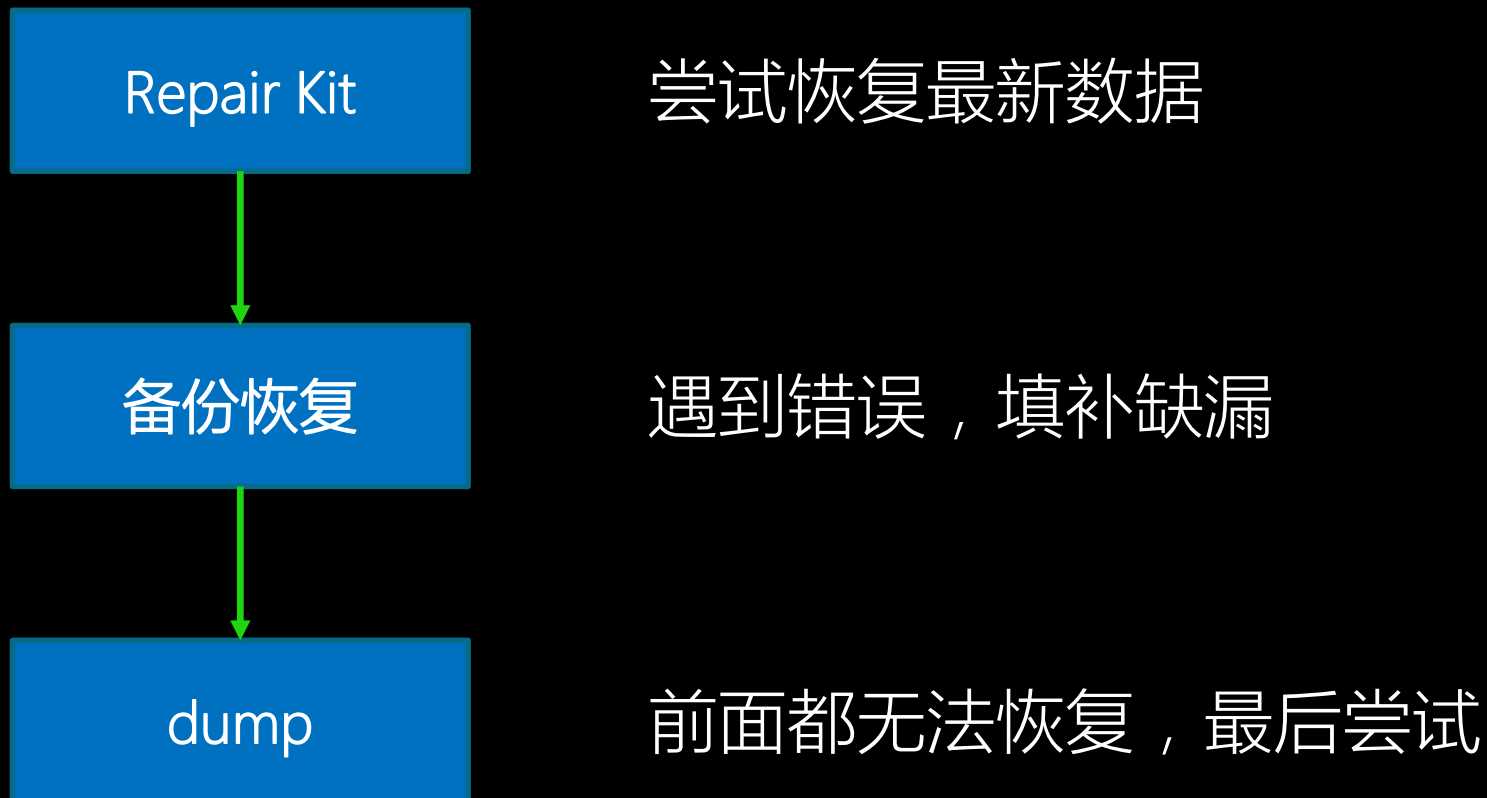 Repair Kit
尝试恢复最新数据
备份恢复
遇到错误，填补缺漏
dump
前面都无法恢复，最后尝试